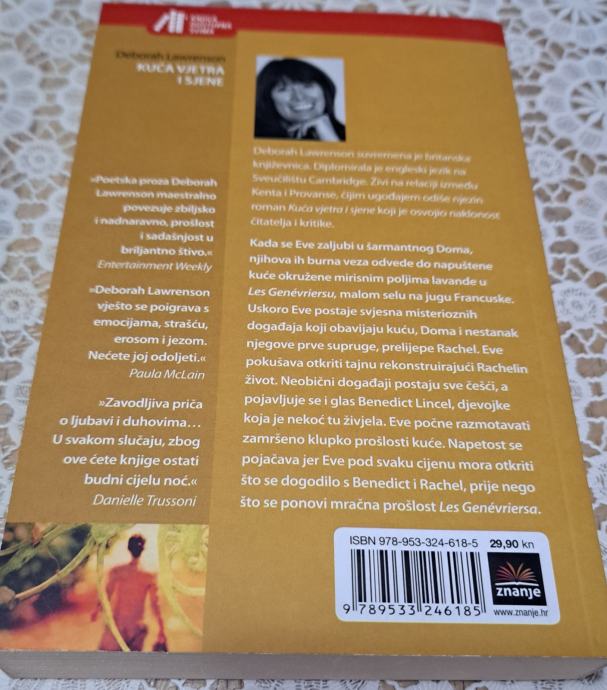 KNJIGA
DOSTUPNA
SVIMA
Deborah Lawrenson
KUĆA VJETRA
I SJENE
»Poetska proza Deborah
Lawrenson maestralno
povezuje zbiljsko
i nadnaravno, prošlost
i sadašnjost u
briljantno štivo.«
Entertainment Weekly
»Deborah Lawrenson
vješto se poigrava s
emocijama, strašću,
erosom i jezom.
Nećete joj odoljeti.«
Paula McLain
»Zavodljiva priča
o ljubavi i duhovima...
U svakom slučaju, zbog
ove ćete knjige ostati
budni cijelu noć.«
Danielle Trussoni
Deborah Lawrenson suvremena je britanska
književnica. Diplomirala je engleski jezik na
Sveučilištu Cambridge. Živi na relaciji između
Kenta i Provanse, čijim ugođajem odiše njezin
roman Kuća vjetra i sjene koji je osvojio naklonost
čitatelja i kritike.
Kada se Eve zaljubi u šarmantnog Doma,
njihova ih burna veza odvede do napuštene
kuće okružene mirisnim poljima lavande u
Les Genévriersu, malom selu na jugu Francuske.
Uskoro Eve postaje svjesna misterioznih
događaja koji obavijaju kuću, Doma i nestanak
njegove prve supruge, prelijepe Rachel. Eve
pokušava otkriti tajnu rekonstruirajući Rachelin
život. Neobični događaji postaju sve češći, a
pojavljuje se i glas Benedict Lincel, djevojke
koja je nekoć tu živjela. Eve počne razmotavati
zamršeno klupko prošlosti kuće. Napetost se
pojačava jer Eve pod svaku cijenu mora otkriti
što se dogodilo s Benedict i Rachel, prije nego
što se ponovi mračna prošlost Les Genévriersa.
ISBN 978-953-324-618-5 29,90 kn
9 789533 246185
znanje
www.znanje.hr